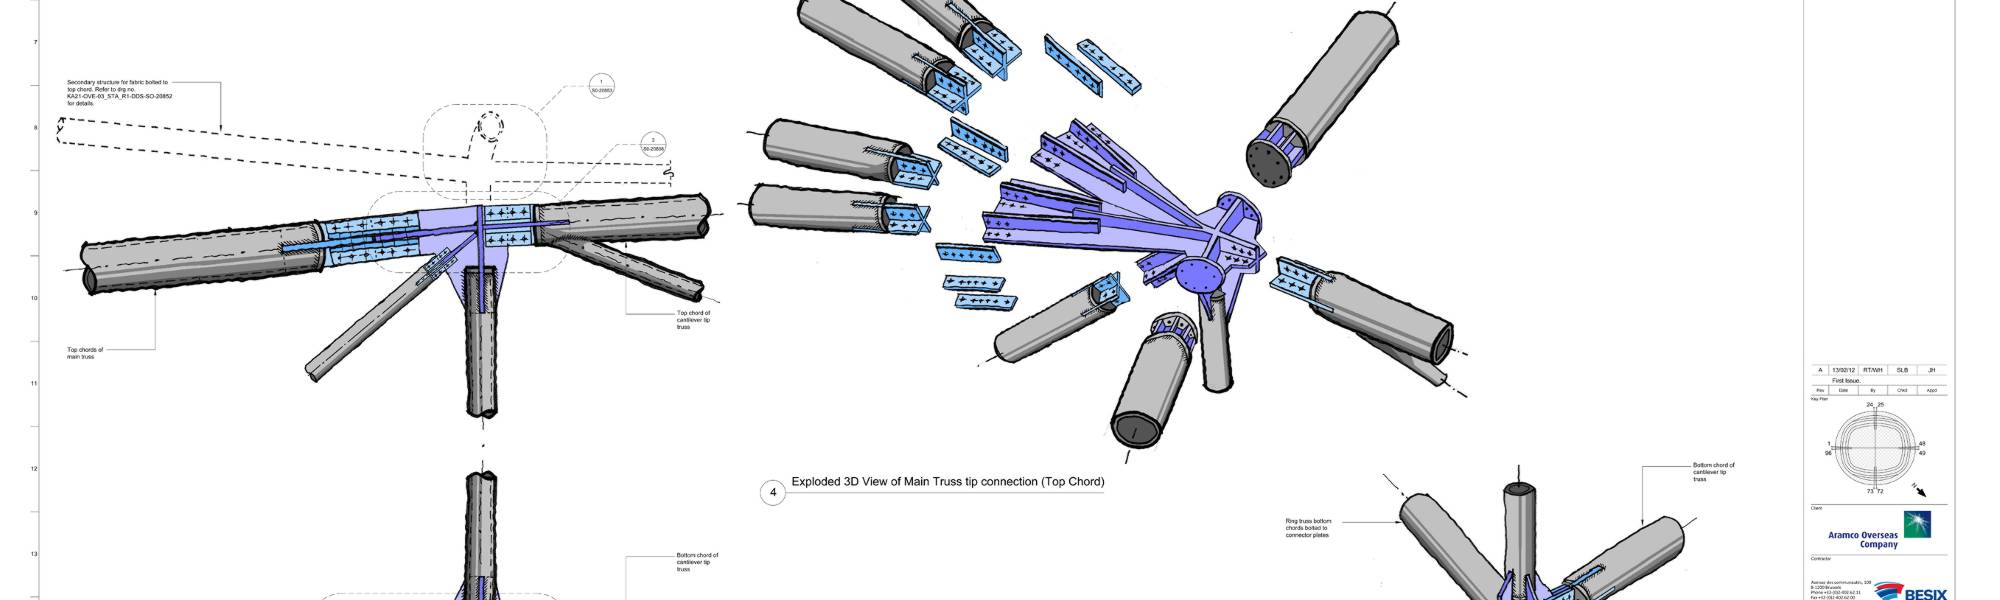 7
8
9
10
11
12
13
Secondary structure for fabric bolted to
top chord. Refer to drg no.
KA21-OVE-03_STA_R1-DDS-SO-20852
for details.
1
S0-20853
Top chords of
main truss
Top chord of
cantilever tip
truss
Bottom chord of
cantilever tip
truss
4
Exploded 3D View of Main Truss tip connection (Top Chord)
Ring truss bottom
chords bolted to
connector plates
Bottom chord of
cantilever tip
truss
A 13/02/12 RT/WH SLB JH
First Issue.
Rev Date By Chkd Appd
Key Plan
24 25
1 48
96 49
73 72
N
Client
Aramco Overseas
Company
Contractor
Avenue des communautés, 100
B-1200 Brussels
Phone +32-(0)2-402.62.11
Fax +32-(0)2-402.62.00
BESIX